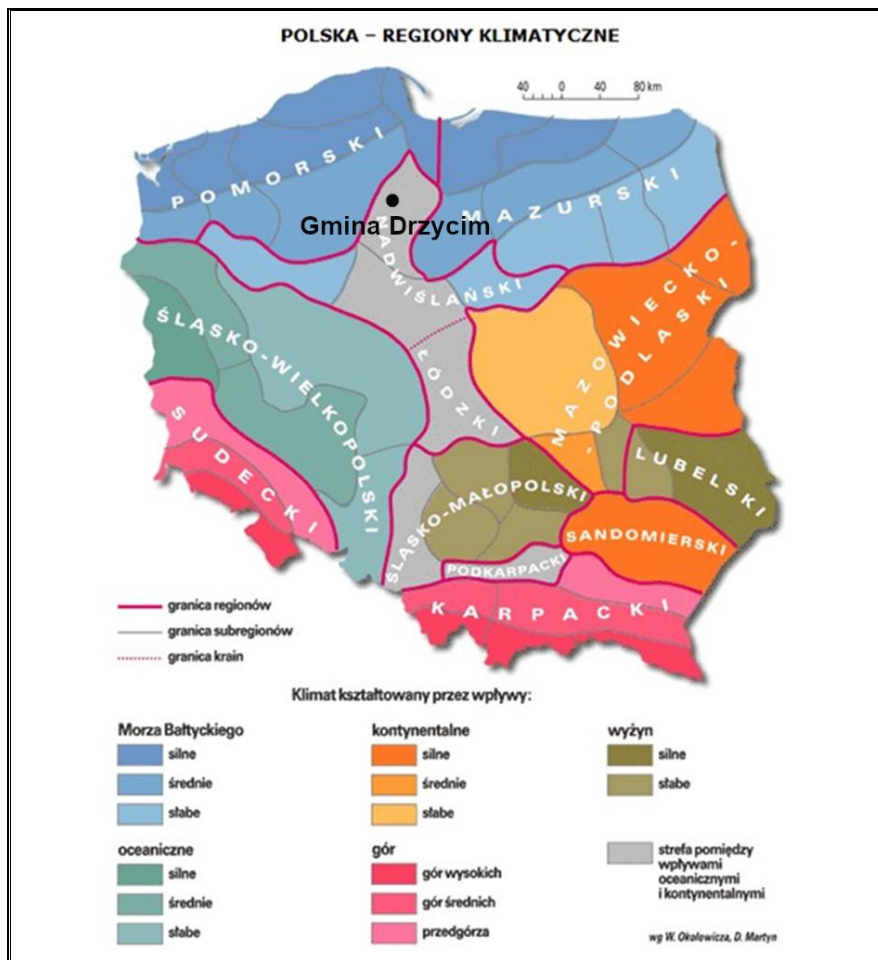 POLSKA – REGIONY KLIMATYCZNE
40 0 40 80 km
POMORSKI
MAZURSKI
Gmina Drzycim
NADWIŚLAŃSKI
MAZOWIECKO-
-PODLASKI
ŚLĄSKO-WIELKOPOLSKI
ŁÓDZKI
SUDECKI
LUBELSKI
ŚLĄSKO-MAŁOPOLSKI
SANDOMIERSKI
PODKARPACKI
KARPACKI
granica regionów
granica subregionów
granica krain
Klimat kształtowany przez wpływy:
Morza Bałtyckiego
silne
średnie
słabe
kontynentalne
silne
średnie
słabe
wyżyn
silne
słabe
oceaniczne
silne
średnie
słabe
gór
gór wysokich
gór średnich
przedgórza
strefa pomiędzy
wpływami
oceanicznymi
i kontynentalnymi
wg W. Okołowicza, D. Martyn